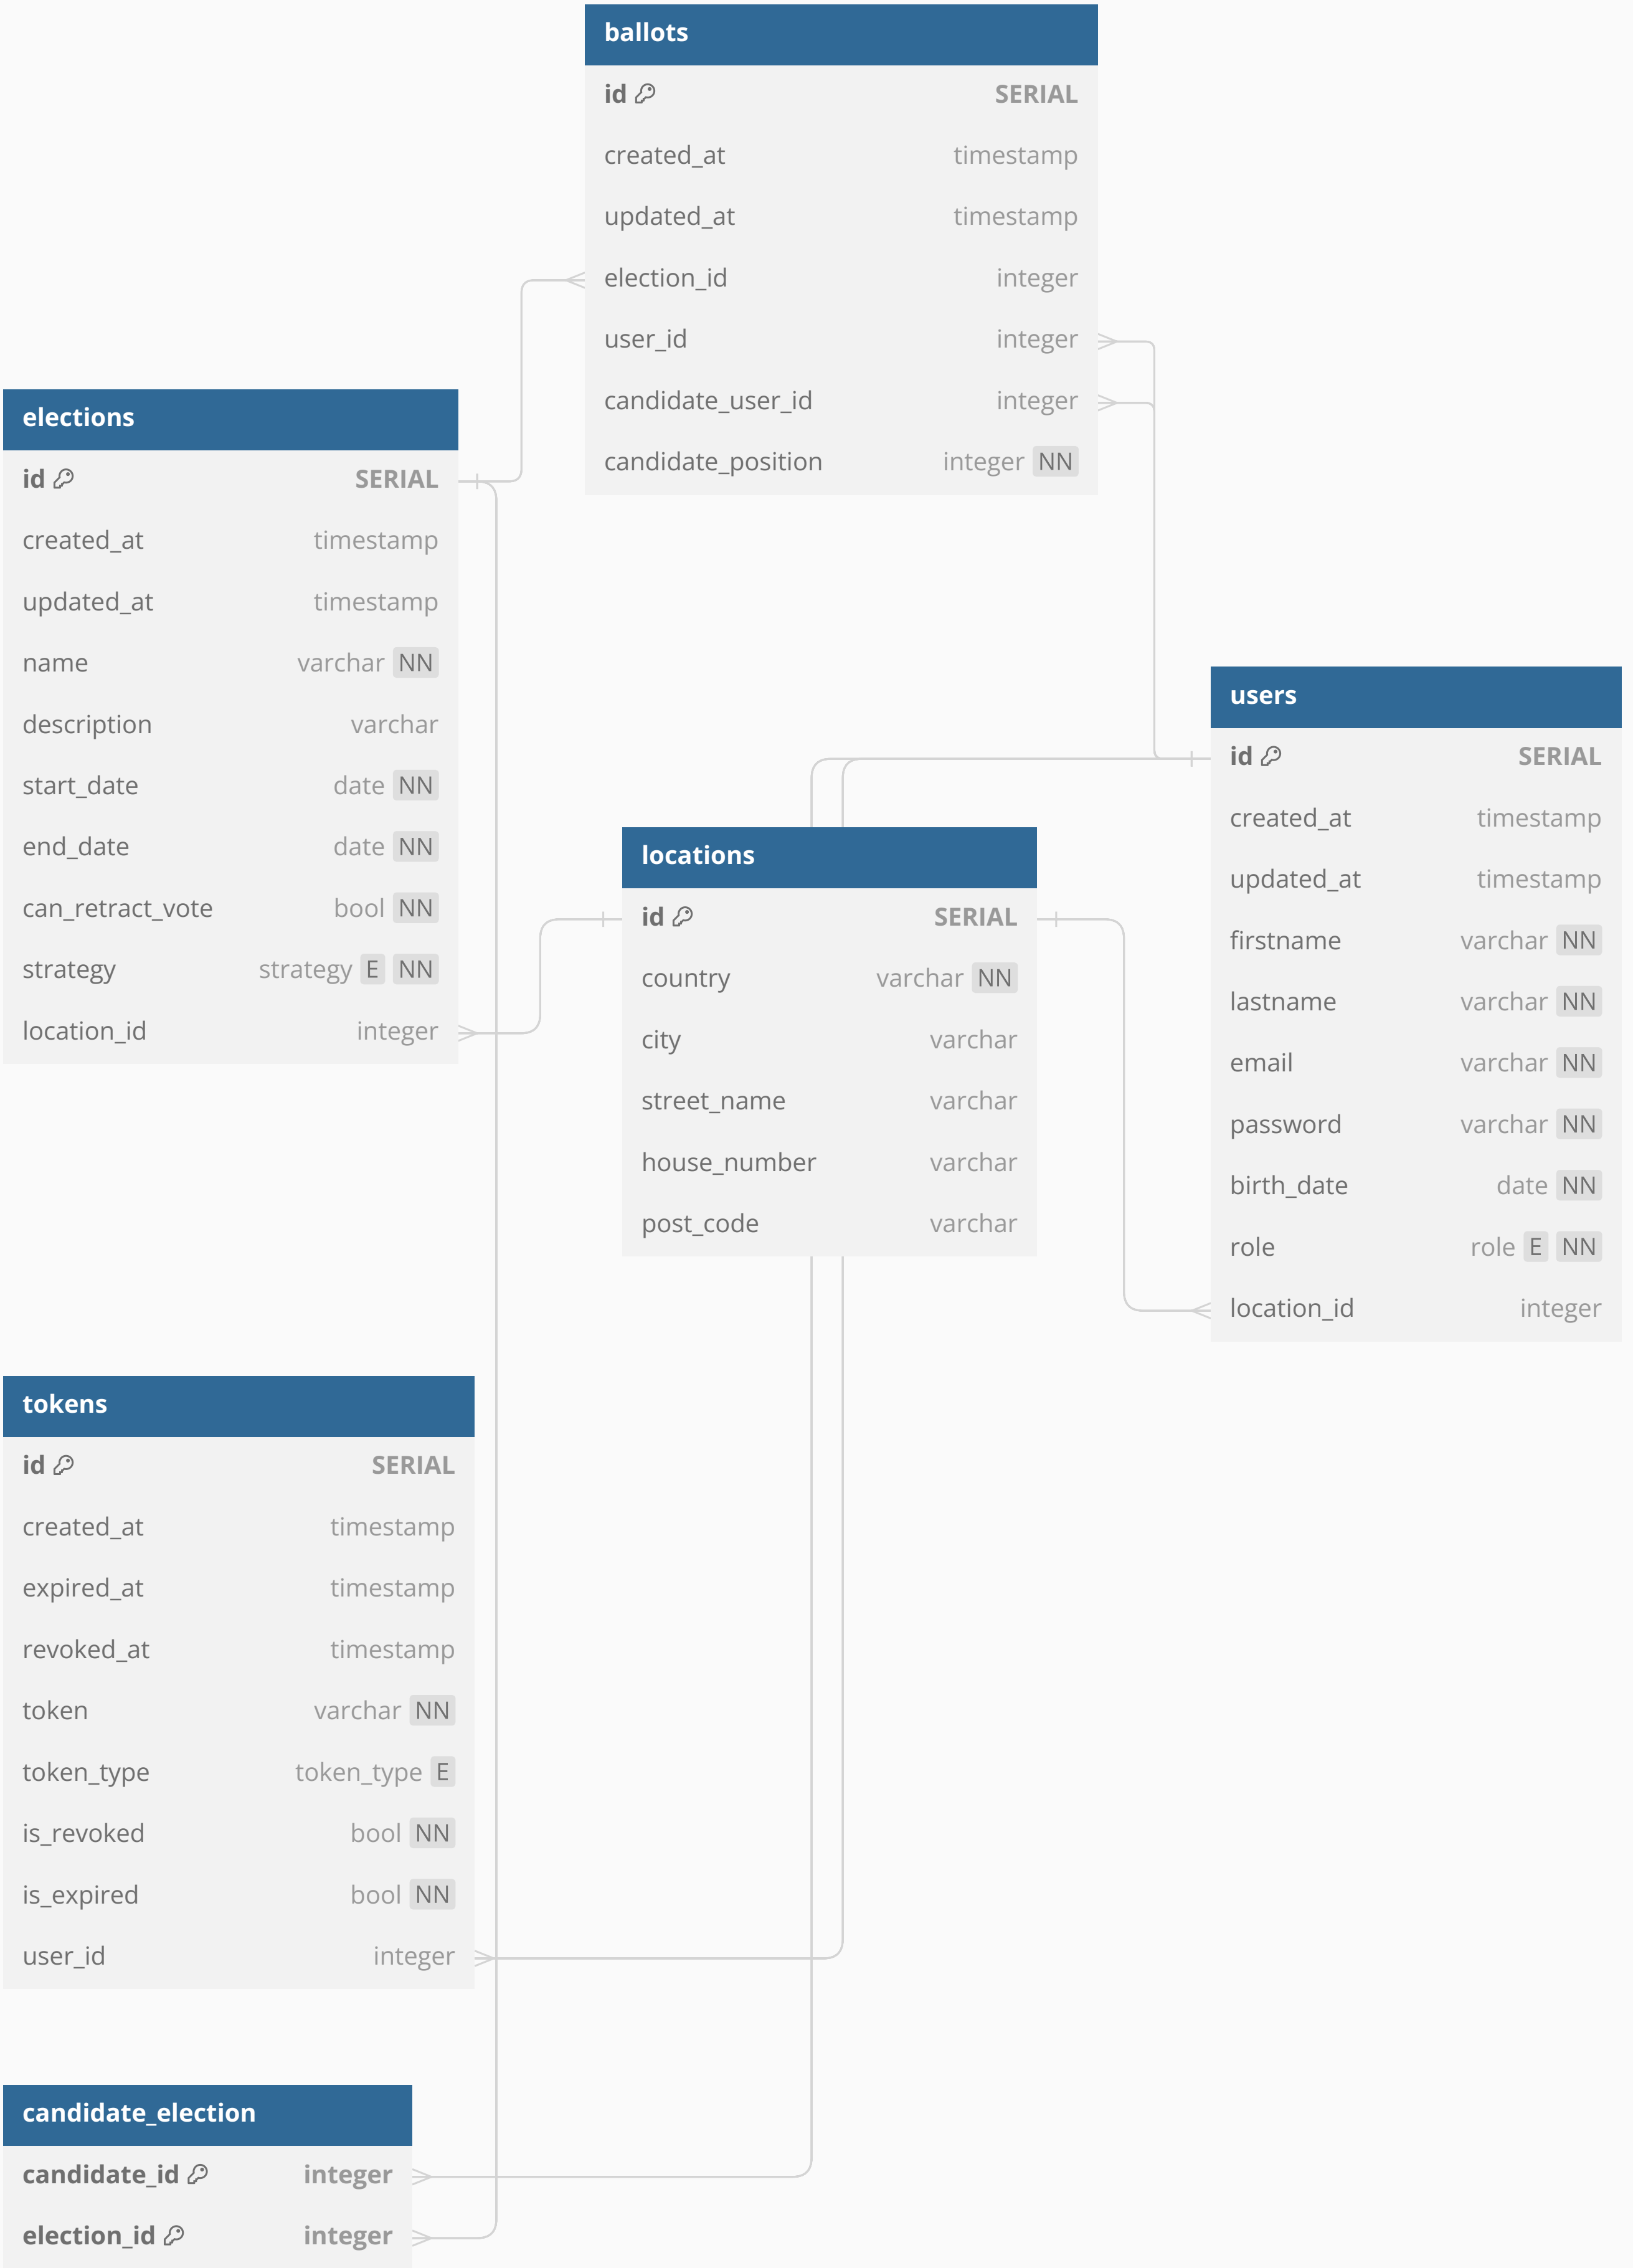 ballots
id SERIAL
created_at timestamp
updated_at timestamp
election_id integer
user_id integer
candidate_user_id integer
candidate_position integer NN
elections
id SERIAL
created_at timestamp
updated_at timestamp
name varchar NN
description varchar
start_date date NN
end_date date NN
can_retract_vote bool NN
strategy strategy E NN
location_id integer
users
id SERIAL
created_at timestamp
updated_at timestamp
firstname varchar NN
lastname varchar NN
email varchar NN
password varchar NN
birth_date date NN
role role E NN
location_id integer
locations
id SERIAL
country varchar NN
city varchar
street_name varchar
house_number varchar
post_code varchar
tokens
id SERIAL
created_at timestamp
expired_at timestamp
revoked_at timestamp
token varchar NN
token_type token_type E
is_revoked bool NN
is_expired bool NN
user_id integer
candidate_election
candidate_id integer
election_id integer